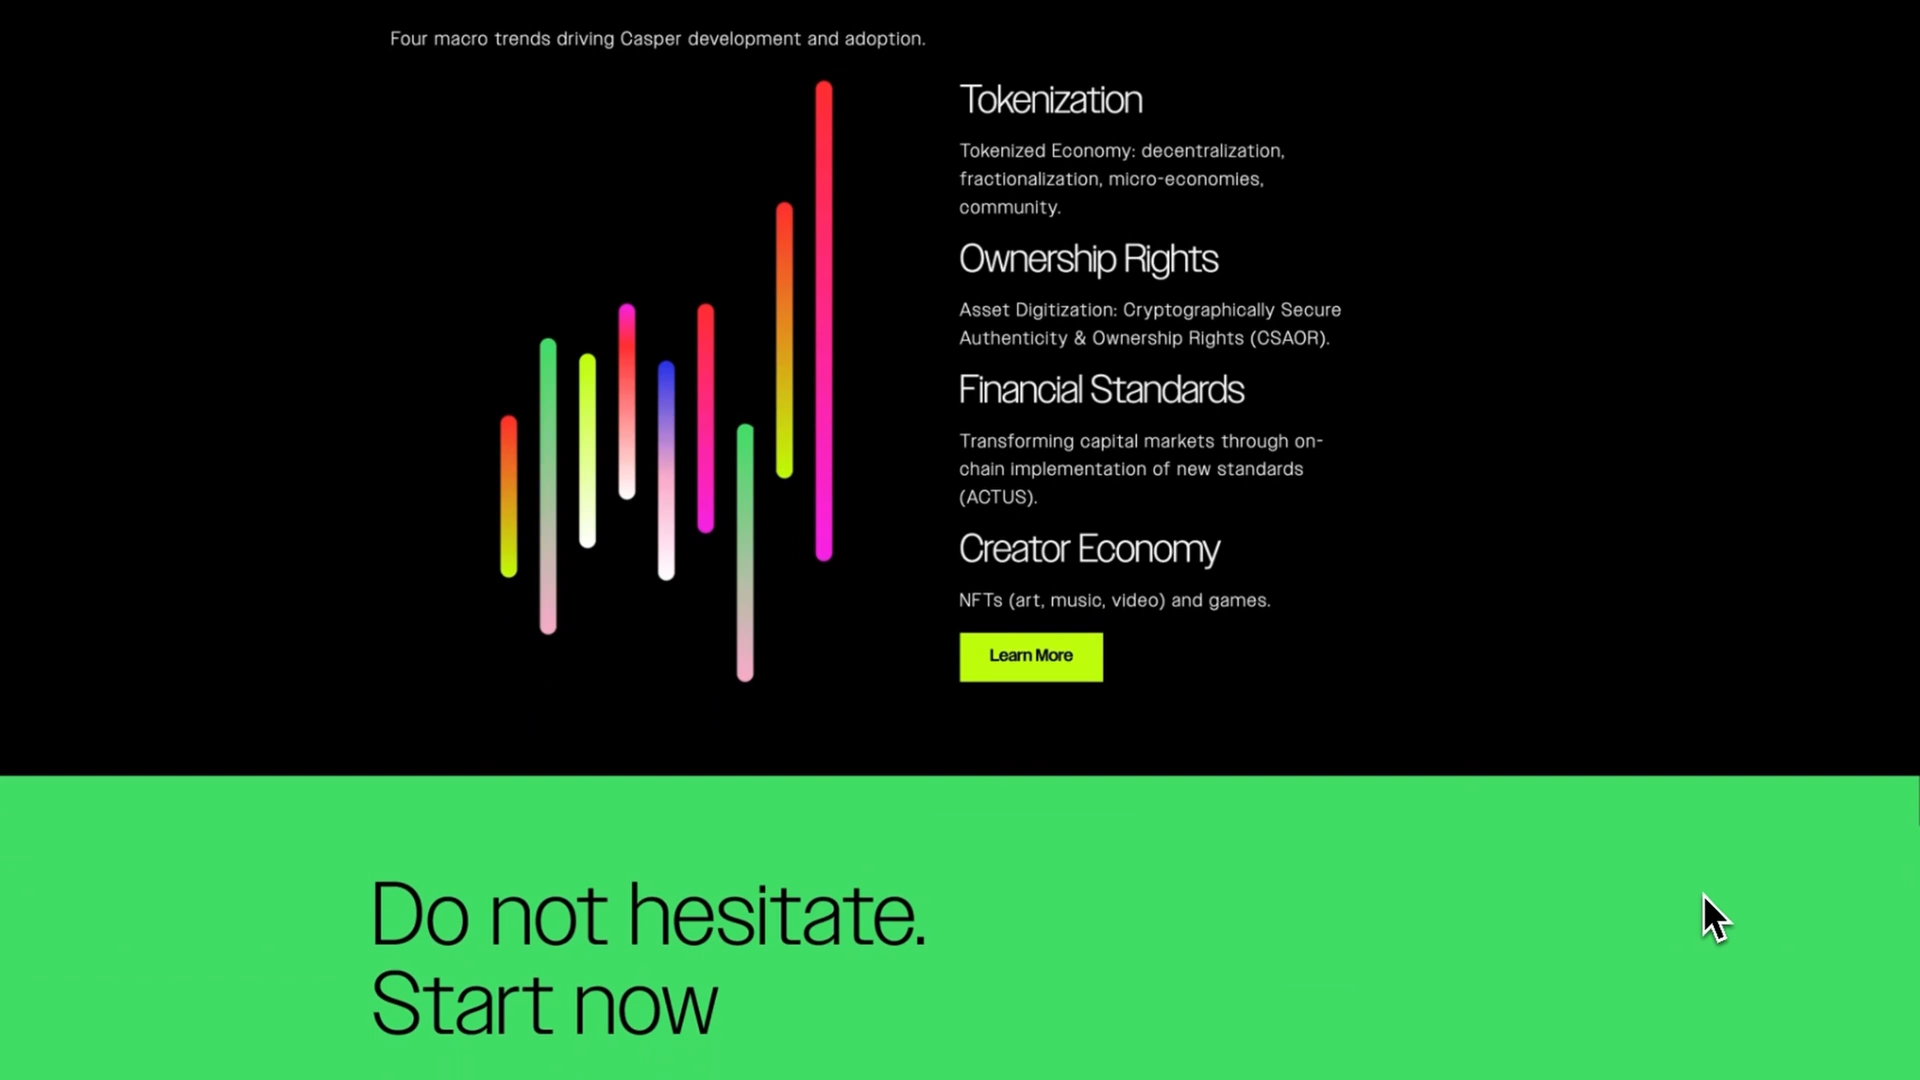 Four macro trends driving Casper development and adoption.
Tokenization
Tokenized Economy: decentralization,
fractionalization, micro-economies,
community.
Ownership Rights
Asset Digitization: Cryptographically Secure
Authenticity & Ownership Rights (CSAOR).
Financial Standards
Transforming capital markets through on-
chain implementation of new standards
(ACTUS).
Creator Economy
NFTs (art, music, video) and games.
Learn More
Do not hesitate.
Start now